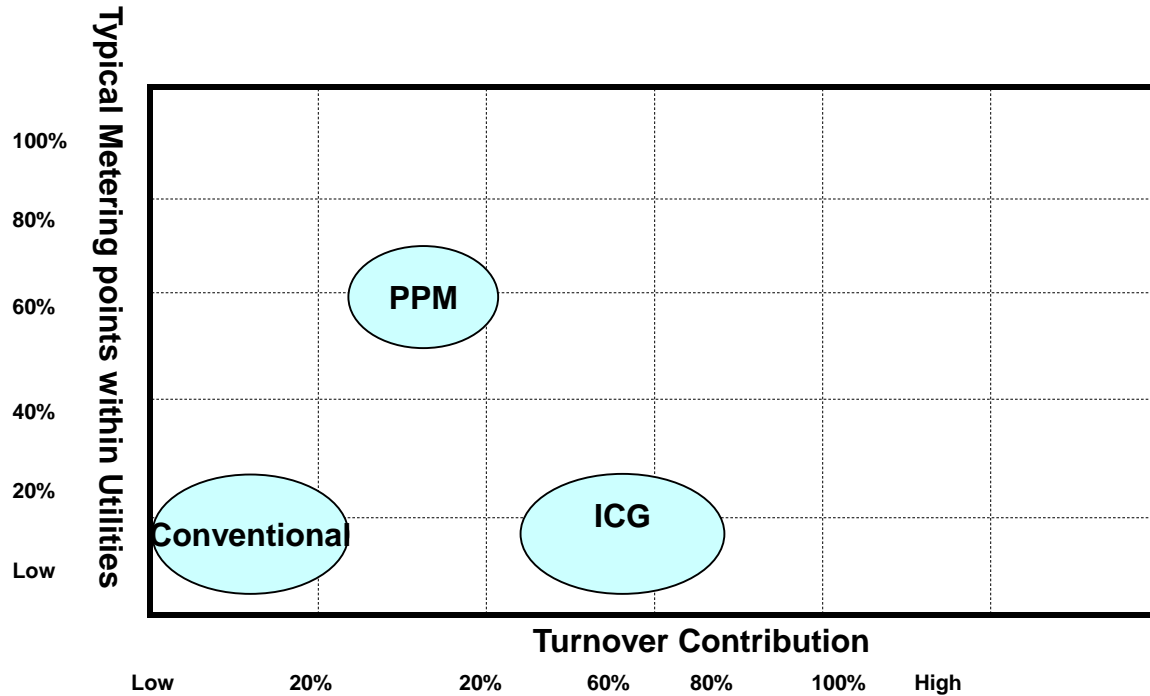 Typical Metering points within Utilities
100%
80%
60%
40%
20%
Low
PPM
Conventional
ICG
Turnover Contribution
Low 20% 20% 60% 80% 100% High